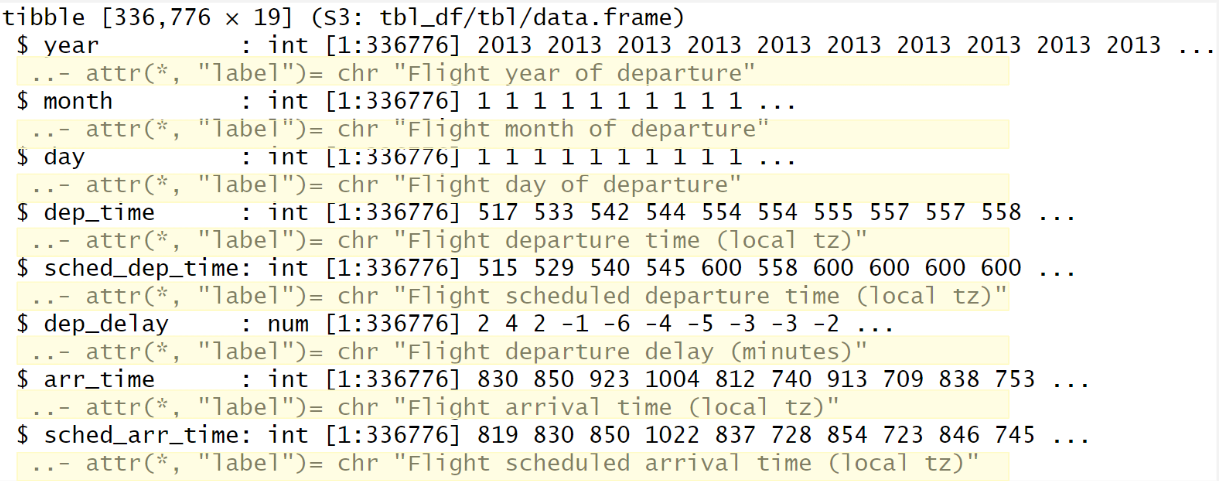 tibble [336,776 × 19] (S3: tbl_df/tbl/data.frame)
$ year          : int [1:336776] 2013 2013 2013 2013 2013 2013 2013 2013 2013 2013 ...
..- attr(*, "label")= chr "Flight year of departure"
$ month         : int [1:336776] 1 1 1 1 1 1 1 1 1 1 ...
..- attr(*, "label")= chr "Flight month of departure"
$ day           : int [1:336776] 1 1 1 1 1 1 1 1 1 1 ...
..- attr(*, "label")= chr "Flight day of departure"
$ dep_time      : int [1:336776] 517 533 542 544 554 554 555 557 557 558 ...
..- attr(*, "label")= chr "Flight departure time (local tz)"
$ sched_dep_time: int [1:336776] 515 529 540 545 600 558 600 600 600 600 ...
..- attr(*, "label")= chr "Flight scheduled departure time (local tz)"
$ dep_delay     : num [1:336776] 2 4 2 -1 -6 -4 -5 -3 -3 -2 ...
..- attr(*, "label")= chr "Flight departure delay (minutes)"
$ arr_time      : int [1:336776] 830 850 923 1004 812 740 913 709 838 753 ...
..- attr(*, "label")= chr "Flight arrival time (local tz)"
$ sched_arr_time: int [1:336776] 819 830 850 1022 837 728 854 723 846 745 ...
..- attr(*, "label")= chr "Flight scheduled arrival time (local tz)"